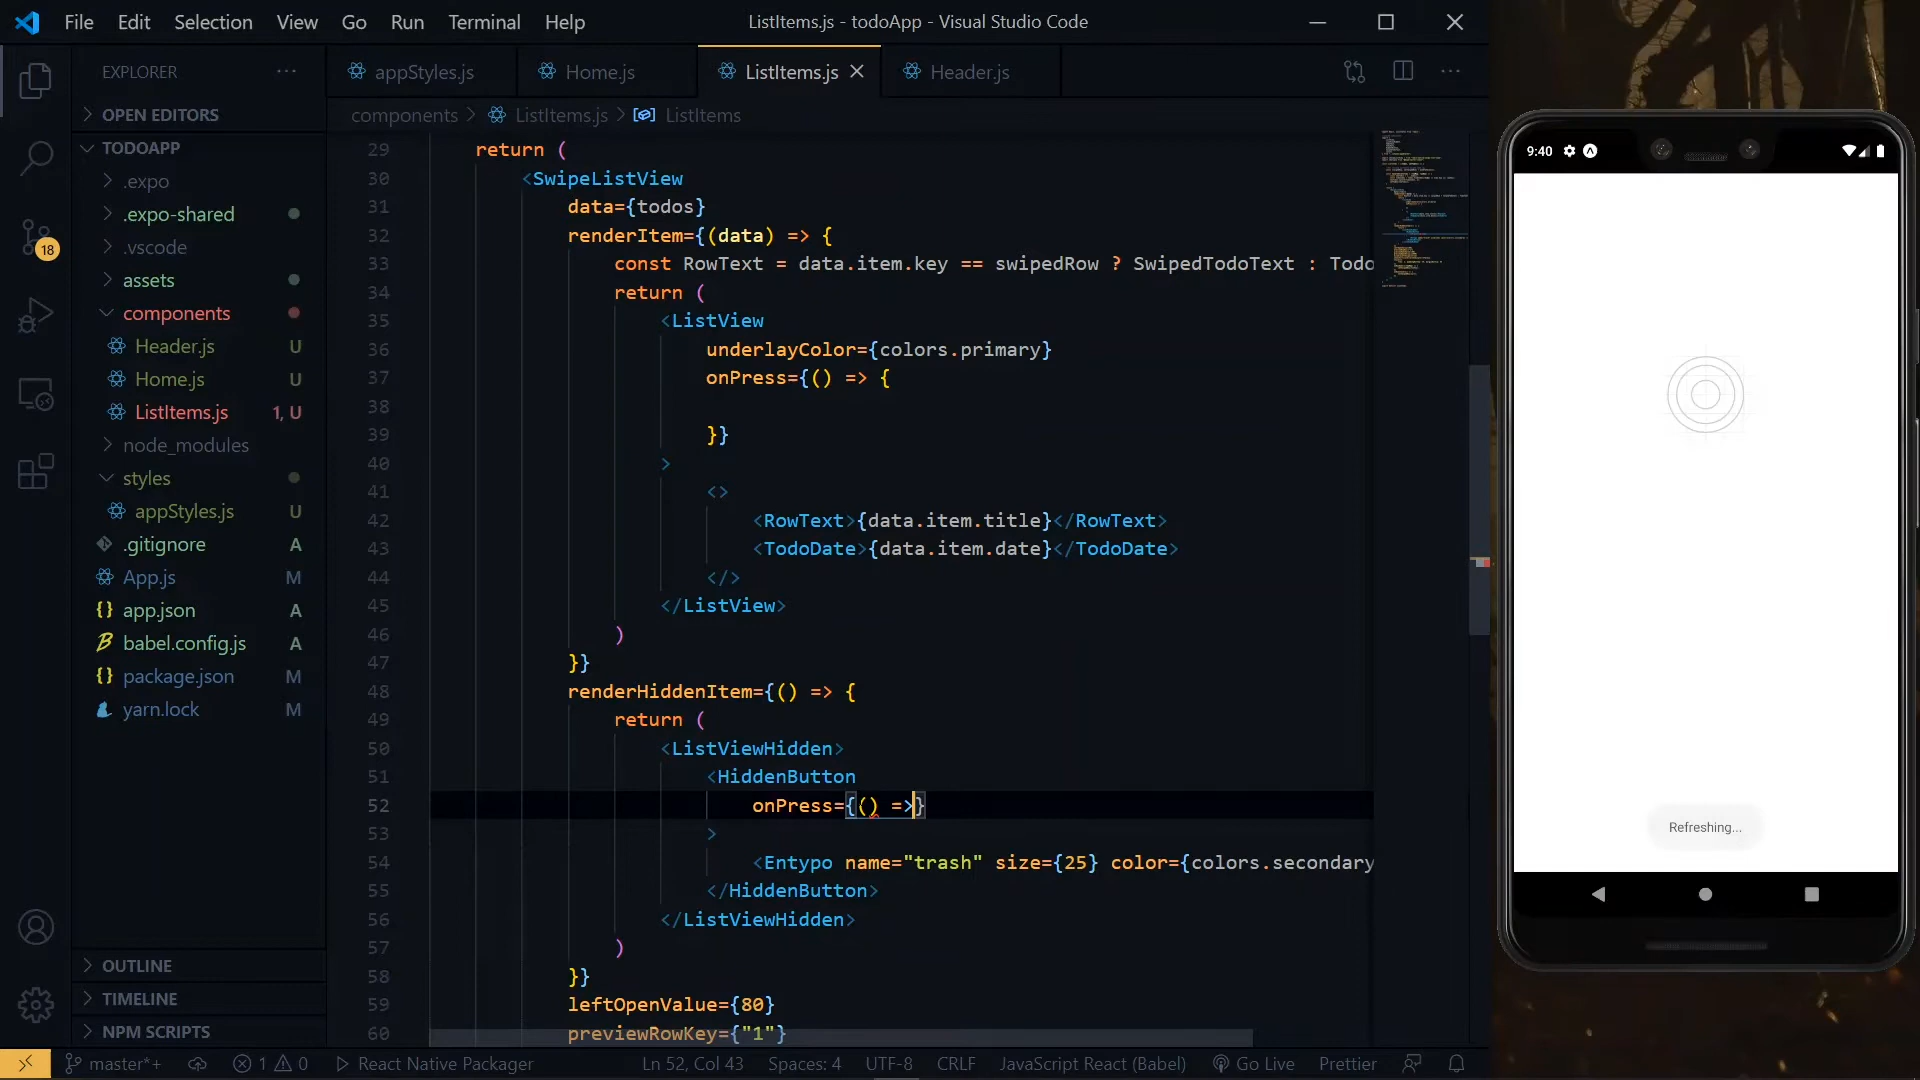 File Edit Selection View Go Run Terminal Help
ListItems.js - todoApp - Visual Studio Code
EXPLORER
appStyles.js Home.js ListItems.js Header.js
OPEN EDITORS
components ListItems.js ListItems
TODOAPP
.expo
.expo-shared
.vscode
assets
components
Header.js U
Home.js U
ListItems.js 1, U
node_modules
styles
appStyles.js U
.gitignore A
App.js M
app.json A
babel.config.js A
package.json M
yarn.lock M
18
OUTLINE
TIMELINE
NPM SCRIPTS
29 return (
30 <SwipeListView
31 data={todos}
32 renderItem={(data) => {
33 const RowText = data.item.key == swipedRow ? SwipedTodoText : Todo
34 return (
35 <ListView
36 underlayColor={colors.primary}
37 onPress={() => {
38
39 }}
40 >
41 <>
42 <RowText>{data.item.title}</RowText>
43 <TodoDate>{data.item.date}</TodoDate>
44 </>
45 </ListView>
46 )
47 }}
48 renderHiddenItem={() => {
49 return (
50 <ListViewHidden>
51 <HiddenButton
52 onPress={() =>}
53 >
54 <Entypo name="trash" size={25} color={colors.secondary
55 </HiddenButton>
56 </ListViewHidden>
57 )
58 }}
59 leftOpenValue={80}
60 previewRowKey={"1"}
master*+ 1 0 React Native Packager Ln 52, Col 43 Spaces: 4 UTF-8 CRLF JavaScript React (Babel) Go Live Prettier
9:40
Refreshing...